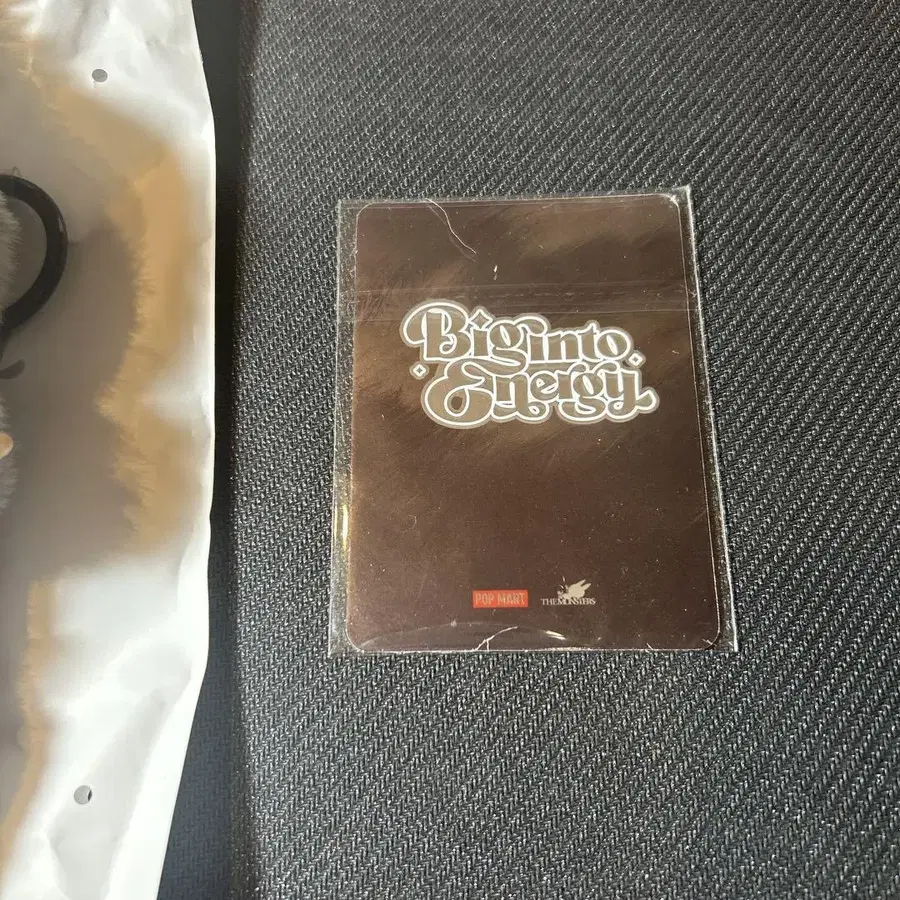 Big into
Energy
POP MART
THE MONSTERS